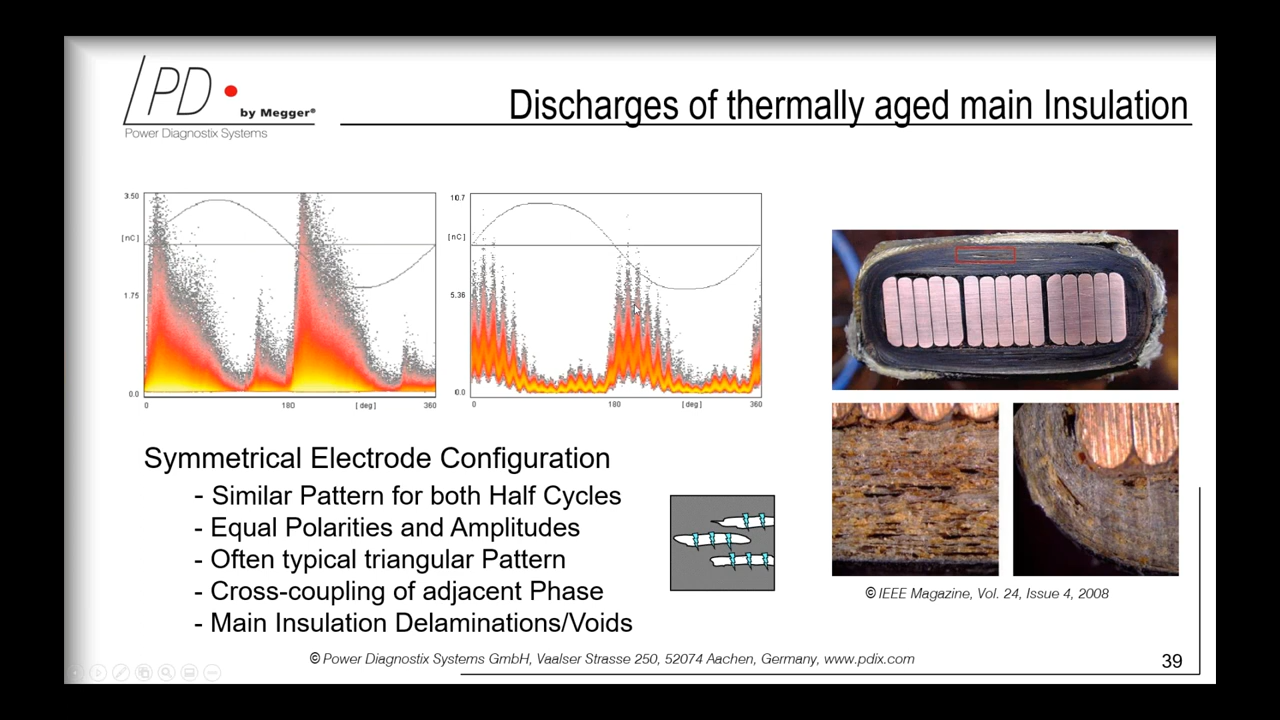 PD
by Megger®
Power Diagnostix Systems
Discharges of thermally aged main Insulation
3.50
[nC]
1.75
0.0
0
180
[deg]
360
10.7
[nC]
5.36
0.0
0
180
[deg]
360
Symmetrical Electrode Configuration
- Similar Pattern for both Half Cycles
- Equal Polarities and Amplitudes
- Often typical triangular Pattern
- Cross-coupling of adjacent Phase
- Main Insulation Delaminations/Voids
© IEEE Magazine, Vol. 24, Issue 4, 2008
© Power Diagnostix Systems GmbH, Vaalser Strasse 250, 52074 Aachen, Germany, www.pdix.com
39